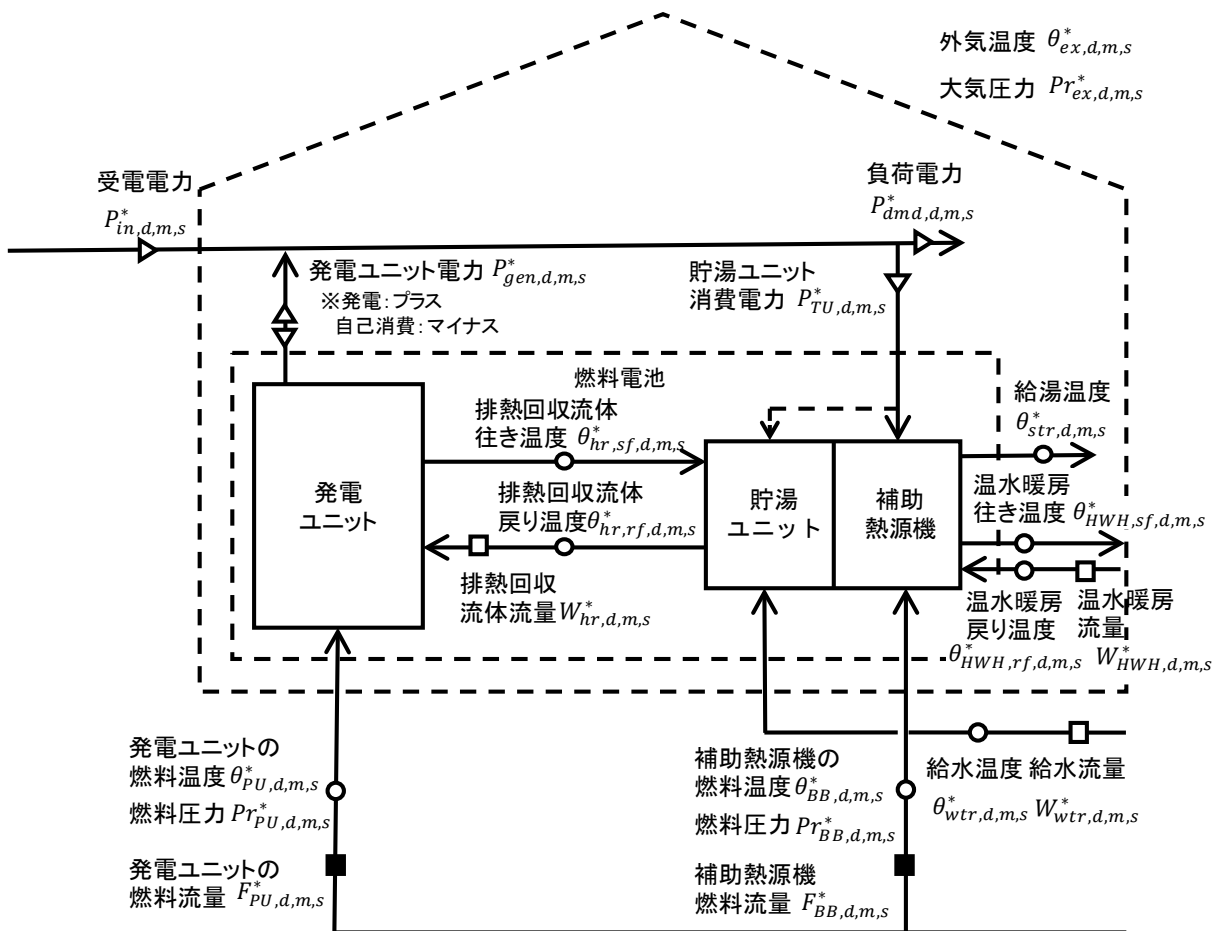 外気温度 θ*ex,d,m,s
大気圧力 Pr*ex,d,m,s
受電電力
P*in,d,m,s
負荷電力
P*dmd,d,m,s
発電ユニット電力 P*gen,d,m,s
※発電：プラス
自己消費：マイナス
貯湯ユニット
消費電力 P*TU,d,m,s
燃料電池
発電
ユニット
排熱回収流体
往き温度 θ*hr,sf,d,m,s
排熱回収流体
戻り温度θ*hr,rf,d,m,s
排熱回収
流体流量W*hr,d,m,s
貯湯
ユニット
補助
熱源機
給湯温度
θ*str,d,m,s
温水暖房
往き温度 θ*HWH,sf,d,m,s
温水暖房
戻り温度
θ*HWH,rf,d,m,s
温水暖房
流量
W*HWH,d,m,s
発電ユニットの
燃料温度θ*PU,d,m,s
燃料圧力 Pr*PU,d,m,s
発電ユニットの
燃料流量 F*PU,d,m,s
補助熱源機の
燃料温度θ*BB,d,m,s
燃料圧力 Pr*BB,d,m,s
補助熱源機
燃料流量 F*BB,d,m,s
給水温度 給水流量
θ*wtr,d,m,s W*wtr,d,m,s